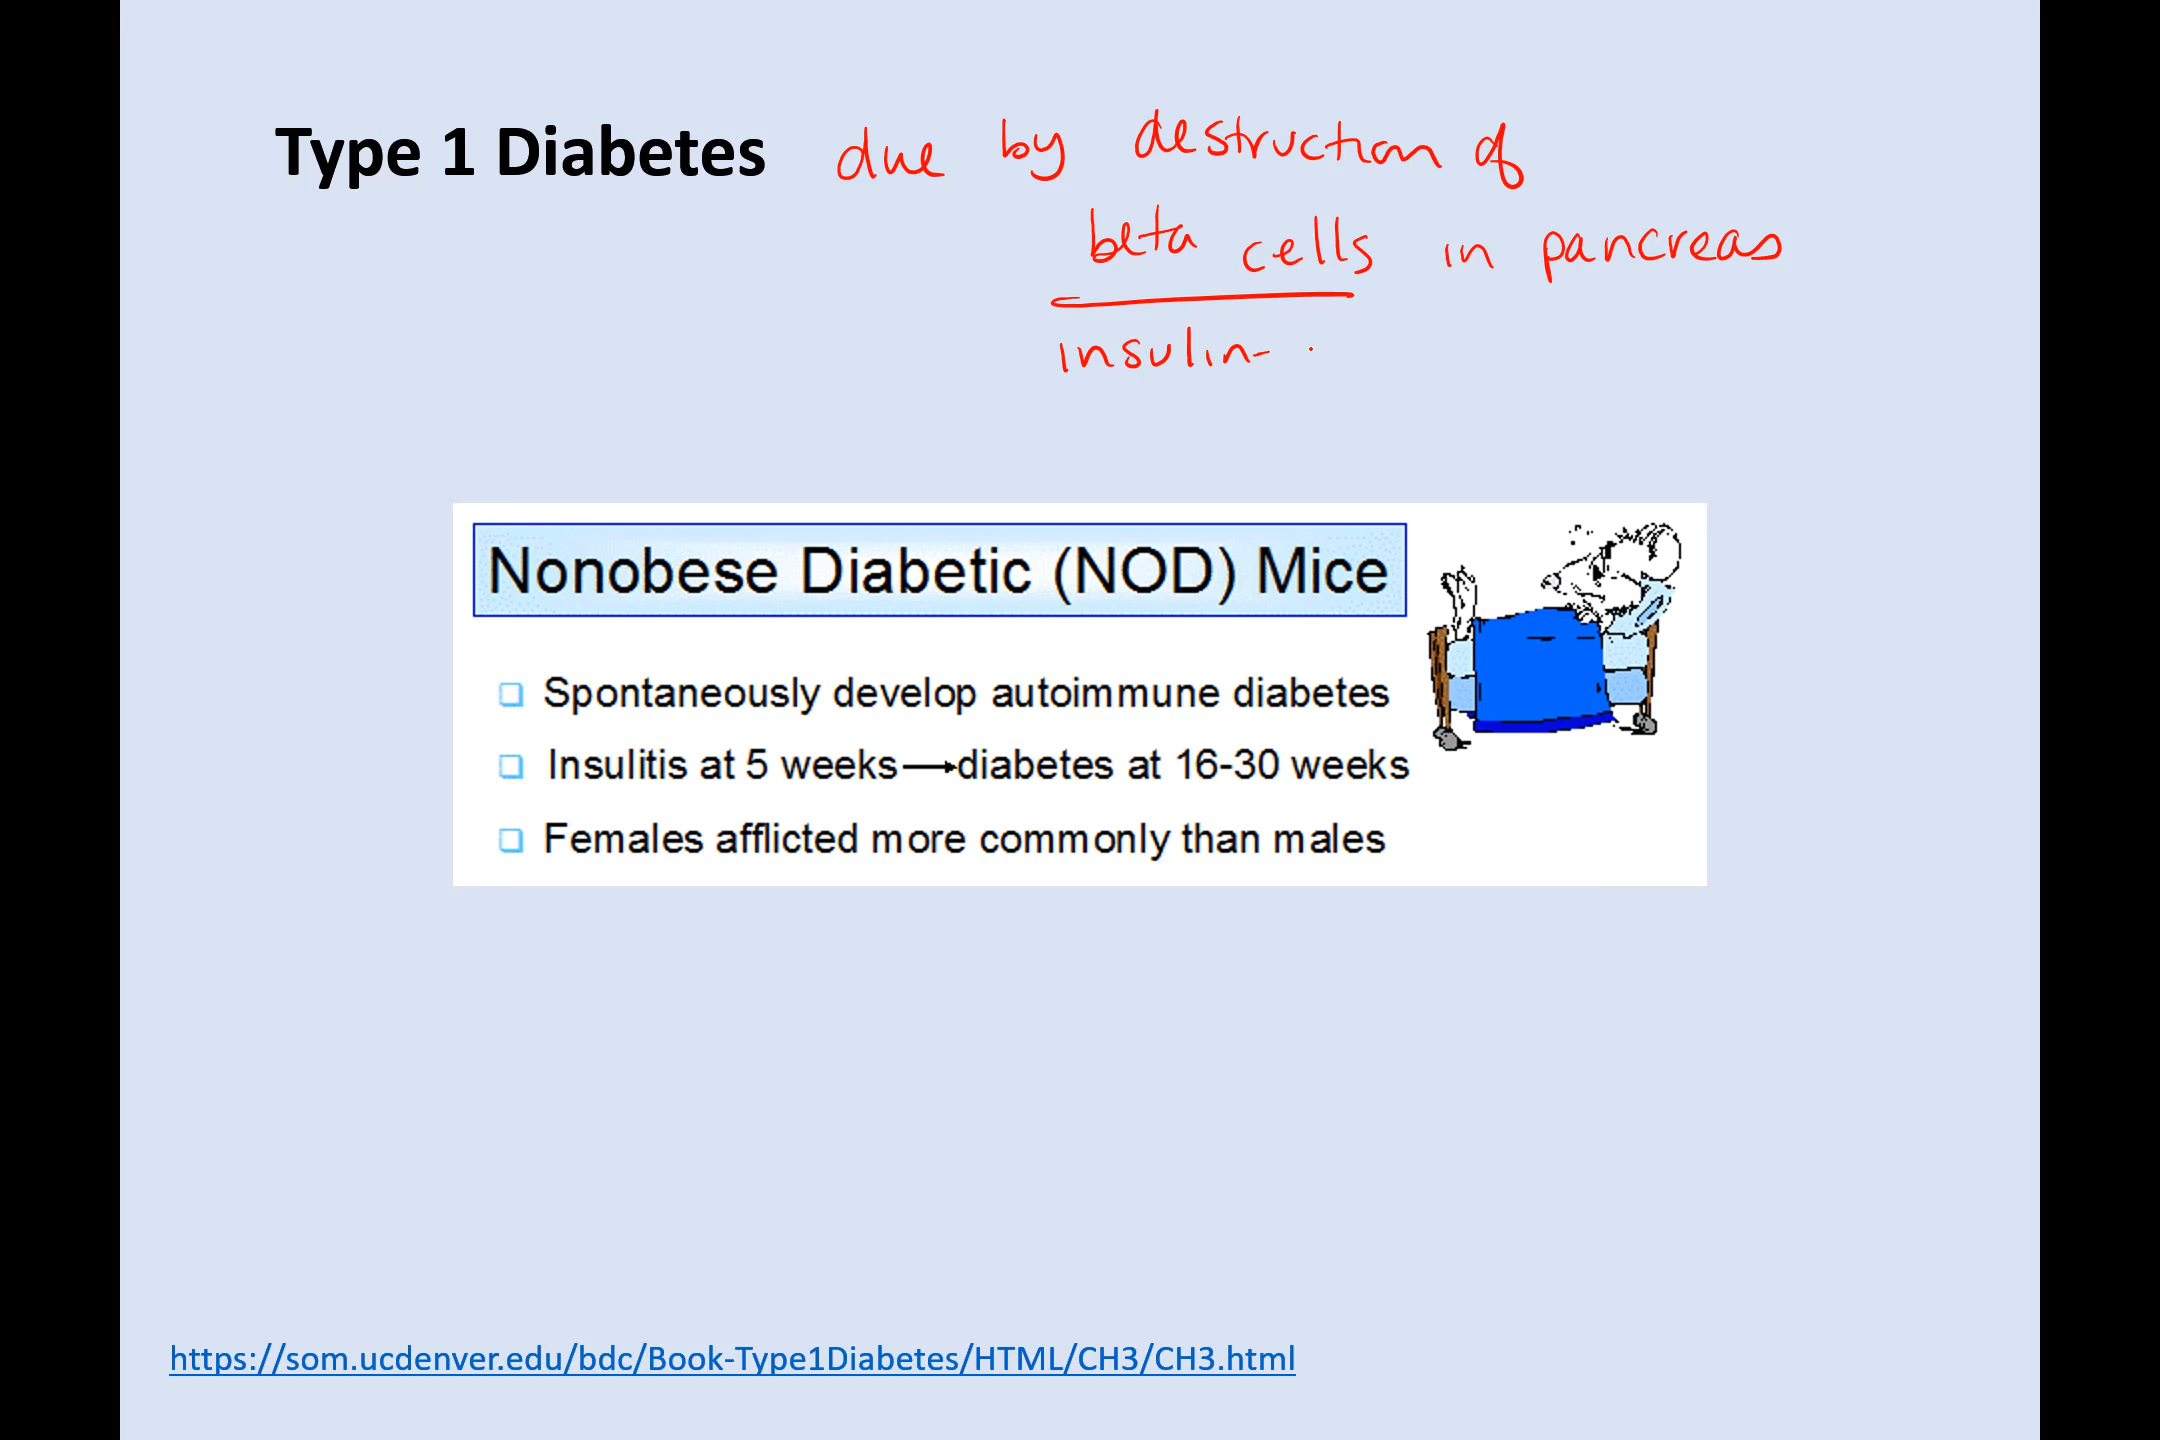 Type 1 Diabetes due by destruction of
beta cells in pancreas
insulin-
Nonobese Diabetic (NOD) Mice
Spontaneously develop autoimmune diabetes
Insulitis at 5 weeks→diabetes at 16-30 weeks
Females afflicted more commonly than males
https://som.ucdenver.edu/bdc/Book-Type1Diabetes/HTML/CH3/CH3.html